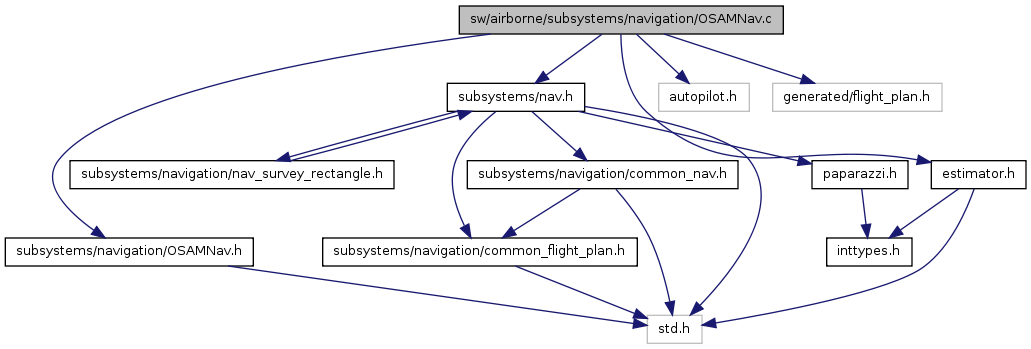 sw/airborne/subsystems/navigation/OSAMNav.c
subsystems/nav.h
autopilot.h
generated/flight_plan.h
subsystems/navigation/nav_survey_rectangle.h
subsystems/navigation/common_nav.h
paparazzi.h
estimator.h
subsystems/navigation/OSAMNav.h
subsystems/navigation/common_flight_plan.h
inttypes.h
std.h